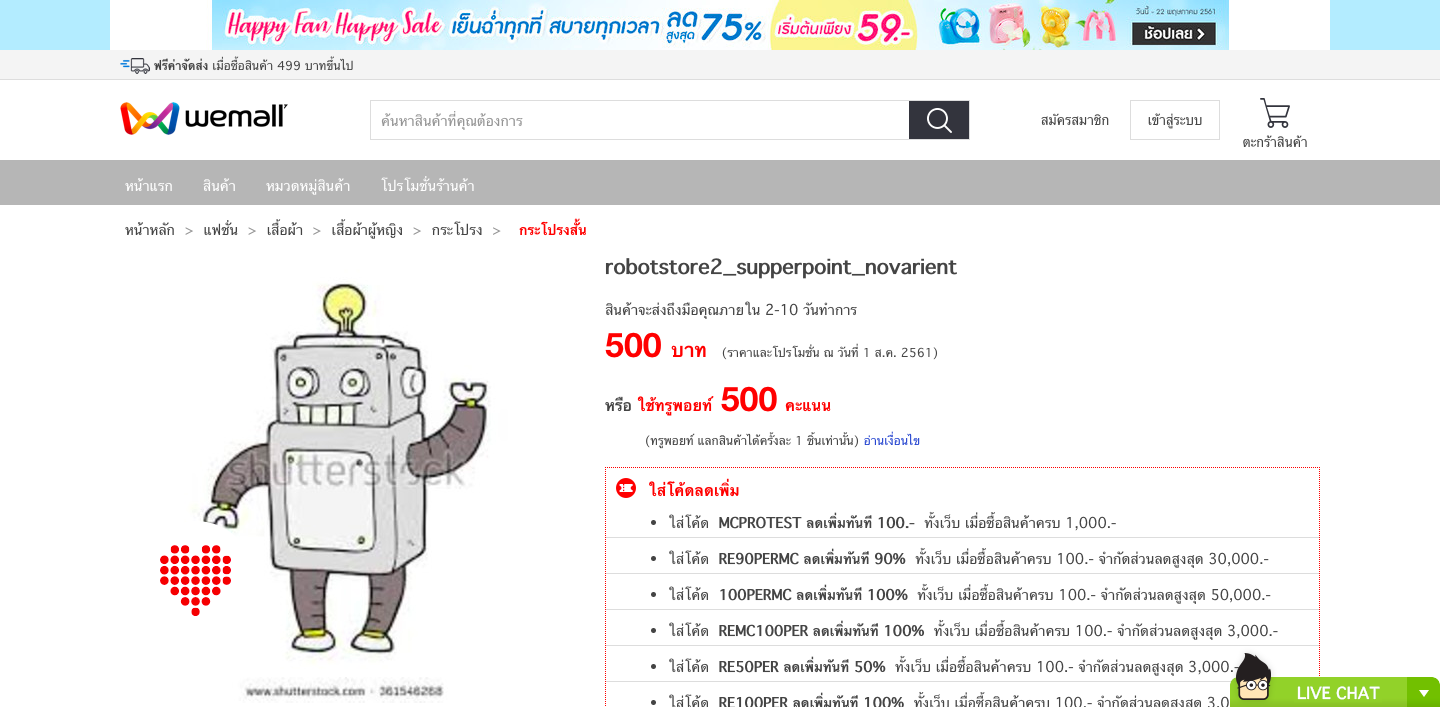 Happy Fan Happy Sale เย็นฉ่ำทุกที่ สบายทุกเวลา ลดสูงสุด 75% เริ่มต้นเพียง 59.- วันนี้ - 22 พฤษภาคม 2561 ช้อปเลย
ฟรีค่าจัดส่ง เมื่อซื้อสินค้า 499 บาทขึ้นไป
wemall
ค้นหาสินค้าที่คุณต้องการ
สมัครสมาชิก
เข้าสู่ระบบ
ตะกร้าสินค้า
หน้าแรก สินค้า หมวดหมู่สินค้า โปรโมชั่นร้านค้า
หน้าหลัก > แฟชั่น > เสื้อผ้า > เสื้อผ้าผู้หญิง > กระโปรง > กระโปรงสั้น
robotstore2_supperpoint_novarient
สินค้าจะส่งถึงมือคุณภายใน 2-10 วันทำการ
500 บาท (ราคาและโปรโมชั่น ณ วันที่ 1 ส.ค. 2561)
หรือ ใช้ทรูพอยท์ 500 คะแนน
(ทรูพอยท์ แลกสินค้าได้ครั้งละ 1 ชิ้นเท่านั้น) อ่านเงื่อนไข
ใส่โค้ดลดเพิ่ม
• ใส่โค้ด MCPROTEST ลดเพิ่มทันที 100.- ทั้งเว็บ เมื่อซื้อสินค้าครบ 1,000.-
• ใส่โค้ด RE90PERMC ลดเพิ่มทันที 90% ทั้งเว็บ เมื่อซื้อสินค้าครบ 100.- จำกัดส่วนลดสูงสุด 30,000.-
• ใส่โค้ด 100PERMC ลดเพิ่มทันที 100% ทั้งเว็บ เมื่อซื้อสินค้าครบ 100.- จำกัดส่วนลดสูงสุด 50,000.-
• ใส่โค้ด REMC100PER ลดเพิ่มทันที 100% ทั้งเว็บ เมื่อซื้อสินค้าครบ 100.- จำกัดส่วนลดสูงสุด 3,000.-
• ใส่โค้ด RE50PER ลดเพิ่มทันที 50% ทั้งเว็บ เมื่อซื้อสินค้าครบ 100.- จำกัดส่วนลดสูงสุด 3,000.-
• ใส่โค้ด RE100PER ลดเพิ่มทันที 100% ทั้งเว็บ เมื่อซื้อสินค้าครบ 100.- จำกัดส่วนลดสูงสุด
shutterstock
www.shutterstock.com · 361546268
LIVE CHAT